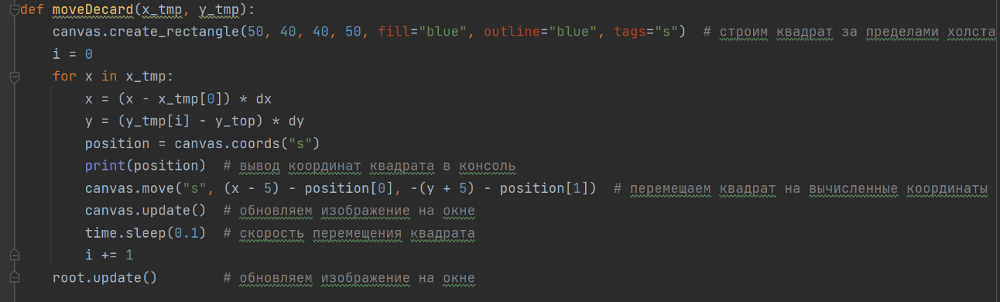 def moveDecard(x_tmp, y_tmp):
    canvas.create_rectangle(50, 40, 40, 50, fill="blue", outline="blue", tags="s")  # строим квадрат за пределами холста
    i = 0
    for x in x_tmp:
        x = (x - x_tmp[0]) * dx
        y = (y_tmp[i] - y_top) * dy
        position = canvas.coords("s")
        print(position)  # вывод координат квадрата в консоль
        canvas.move("s", (x - 5) - position[0], -(y + 5) - position[1])  # перемещаем квадрат на вычисленные координаты
        canvas.update()  # обновляем изображение на окне
        time.sleep(0.1)  # скорость перемещения квадрата
        i += 1
    root.update()        # обновляем изображение на окне